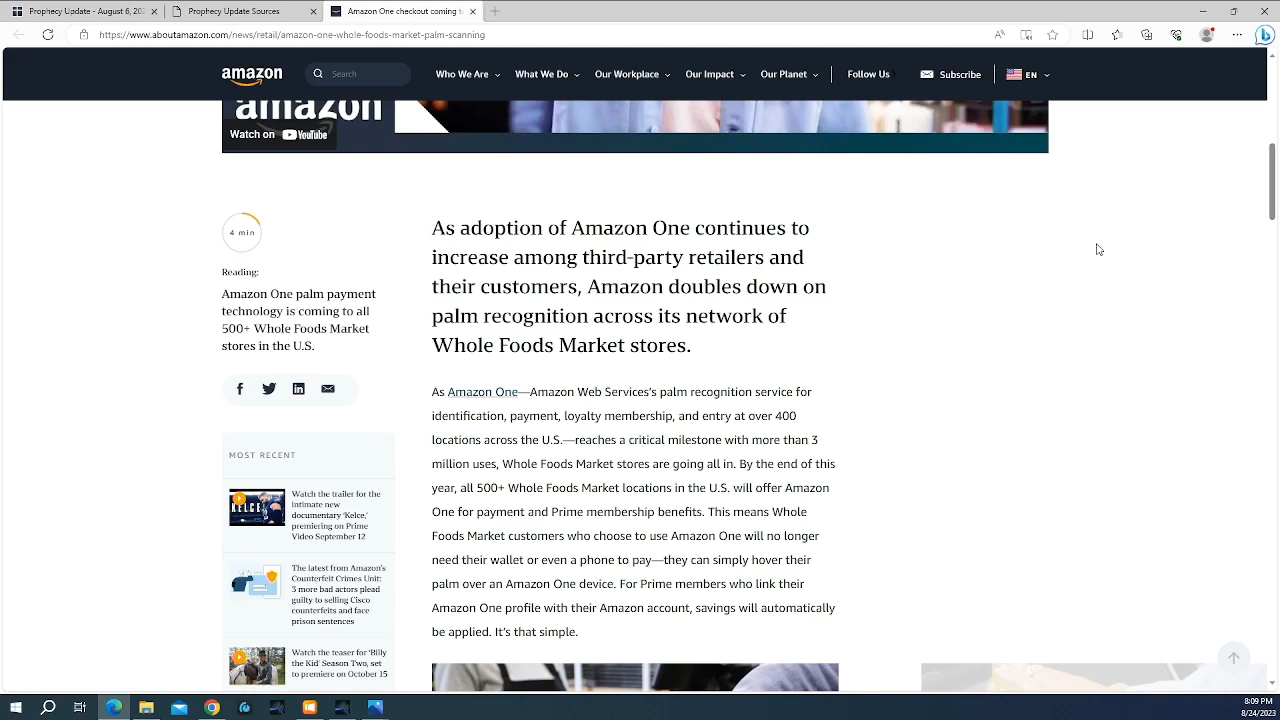 Prophecy Update - August 6, 202
Prophecy Update Sources
Amazon One checkout coming t
https://www.aboutamazon.com/news/retail/amazon-one-whole-foods-market-palm-scanning
amazon
Search
Who We Are
What We Do
Our Workplace
Our Impact
Our Planet
Follow Us
Subscribe
EN
amazon
Watch on YouTube
4 min
Reading:
Amazon One palm payment
technology is coming to all
500+ Whole Foods Market
stores in the U.S.
MOST RECENT
KELCE
Watch the trailer for the
intimate new
documentary 'Kelce,'
premiering on Prime
Video September 12
The latest from Amazon's
Counterfeit Crimes Unit:
3 more bad actors plead
guilty to selling Cisco
counterfeits and face
prison sentences
Watch the teaser for 'Billy
the Kid' Season Two, set
to premiere on October 15
As adoption of Amazon One continues to
increase among third-party retailers and
their customers, Amazon doubles down on
palm recognition across its network of
Whole Foods Market stores.
As Amazon One—Amazon Web Services's palm recognition service for
identification, payment, loyalty membership, and entry at over 400
locations across the U.S.—reaches a critical milestone with more than 3
million uses, Whole Foods Market stores are going all in. By the end of this
year, all 500+ Whole Foods Market locations in the U.S. will offer Amazon
One for payment and Prime membership benefits. This means Whole
Foods Market customers who choose to use Amazon One will no longer
need their wallet or even a phone to pay—they can simply hover their
palm over an Amazon One device. For Prime members who link their
Amazon One profile with their Amazon account, savings will automatically
be applied. It's that simple.
8:09 PM
8/24/2023